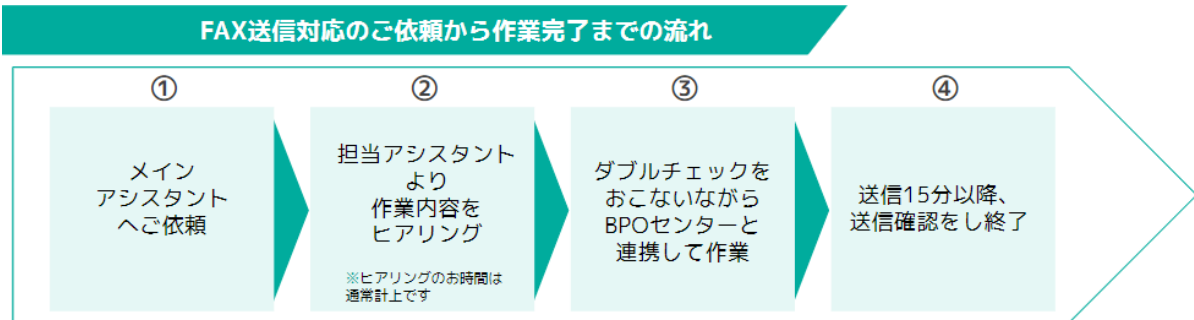 FAX送信対応のご依頼から作業完了までの流れ
①
メイン
アシスタント
へご依頼
②
担当アシスタント
より
作業内容を
ヒアリング
※ヒアリングのお時間は
通常計上です
③
ダブルチェックを
おこないながら
BPOセンターと
連携して作業
④
送信15分以降、
送信確認をし終了